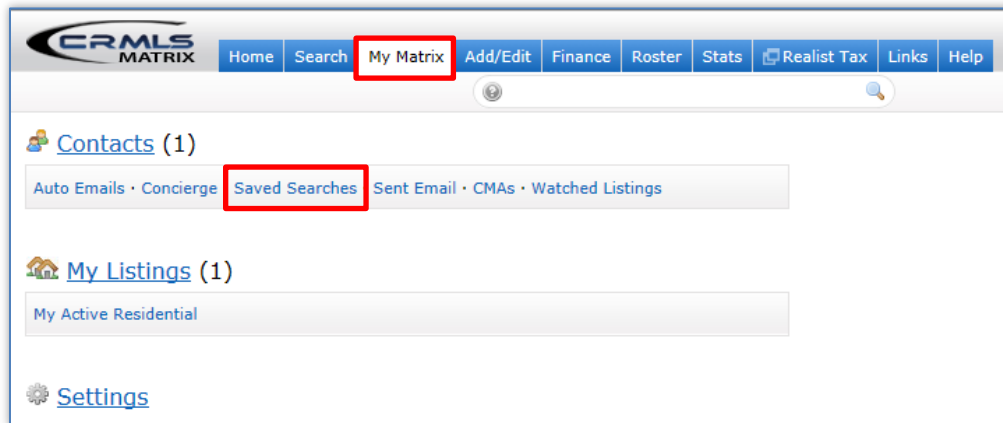 CRMLS
MATRIX
Home Search My Matrix Add/Edit Finance Roster Stats Realist Tax Links Help
Contacts (1)
Auto Emails · Concierge Saved Searches Sent Email · CMAs · Watched Listings
My Listings (1)
My Active Residential
Settings